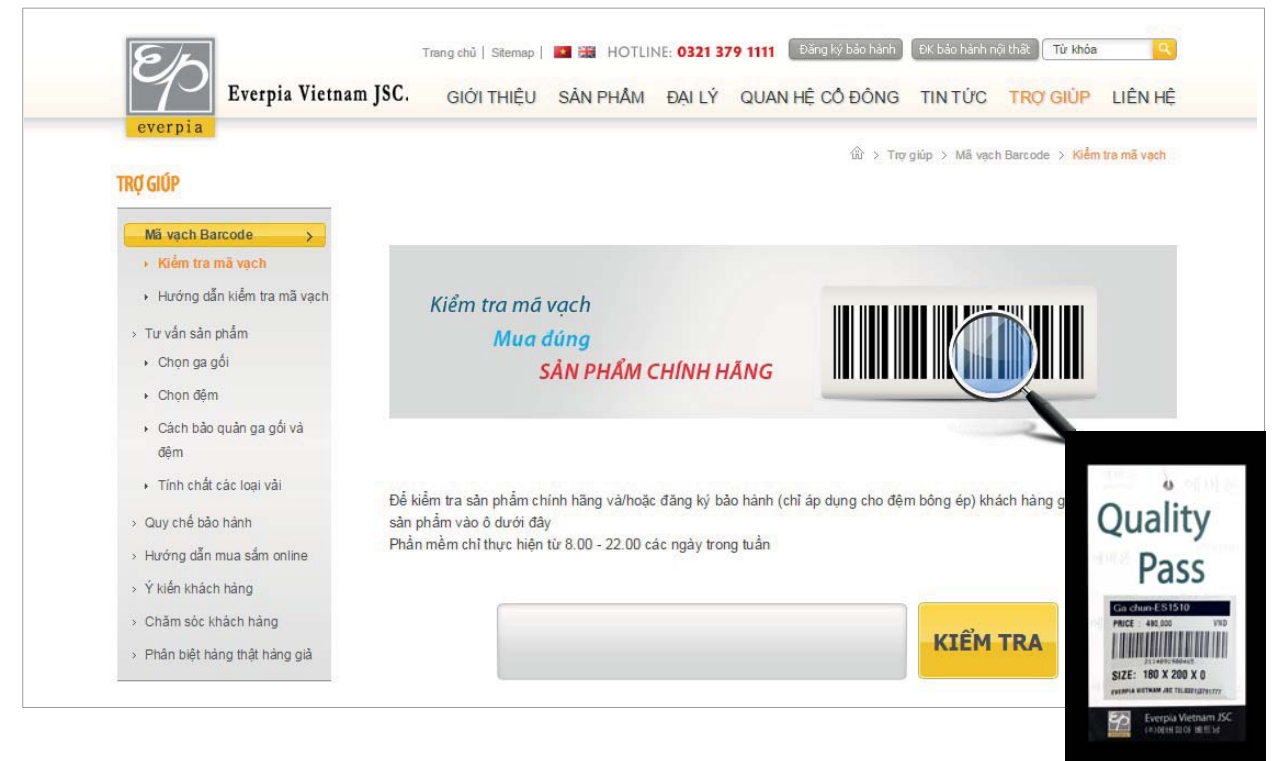 Trang chủ | Sitemap | HOTLINE: 0321 379 1111 Đăng ký bảo hành ĐK bảo hành nội thất Từ khóa
Everpia Vietnam JSC.
everpia
GIỚI THIỆU SẢN PHẨM ĐẠI LÝ QUAN HỆ CỔ ĐÔNG TIN TỨC TRỢ GIÚP LIÊN HỆ
> Trợ giúp > Mã vạch Barcode > Kiểm tra mã vạch
TRỢ GIÚP
Mã vạch Barcode >
Kiểm tra mã vạch
Hướng dẫn kiểm tra mã vạch
> Tư vấn sản phẩm
Chọn ga gối
Chọn đệm
Cách bảo quản ga gối và
đệm
Tính chất các loại vải
> Quy chế bảo hành
> Hướng dẫn mua sắm online
> Ý kiến khách hàng
> Chăm sóc khách hàng
> Phân biệt hàng thật hàng giả
Kiểm tra mã vạch
Mua đúng
SẢN PHẨM CHÍNH HÃNG
Để kiểm tra sản phẩm chính hãng và/hoặc đăng ký bảo hành (chỉ áp dụng cho đệm bông ép) khách hàng g
sản phẩm vào ô dưới đây
Phần mềm chỉ thực hiện từ 8.00 - 22.00 các ngày trong tuần
KIỂM TRA
Quality
Pass
Ga chun-ES1510
PRICE : 490,000 VND
SIZE: 180 X 200 X 0
EVERPIA VIETNAM JSC
Everpia Vietnam JSC